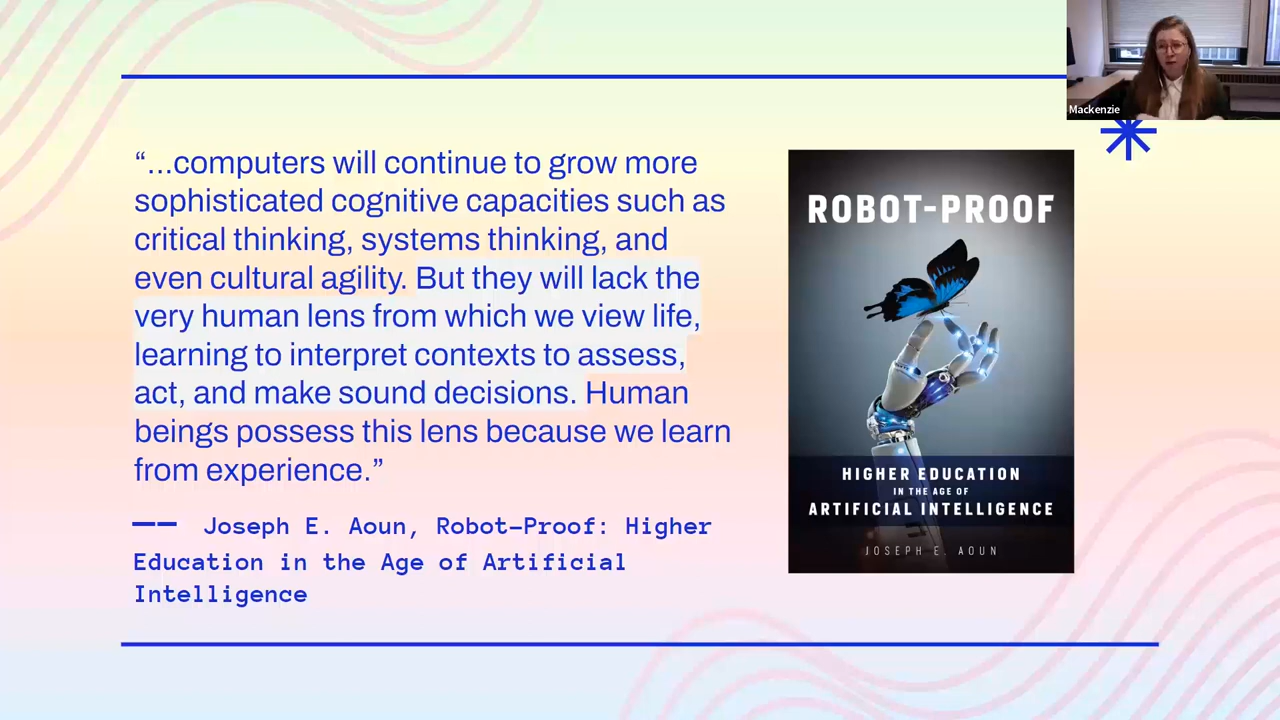 Mackenzie
“...computers will continue to grow more
sophisticated cognitive capacities such as
critical thinking, systems thinking, and
even cultural agility. But they will lack the
very human lens from which we view life,
learning to interpret contexts to assess,
act, and make sound decisions. Human
beings possess this lens because we learn
from experience.”
—— Joseph E. Aoun, Robot-Proof: Higher
Education in the Age of Artificial
Intelligence
ROBOT-PROOF
HIGHER EDUCATION
IN THE AGE OF
ARTIFICIAL INTELLIGENCE
JOSEPH E. AOUN